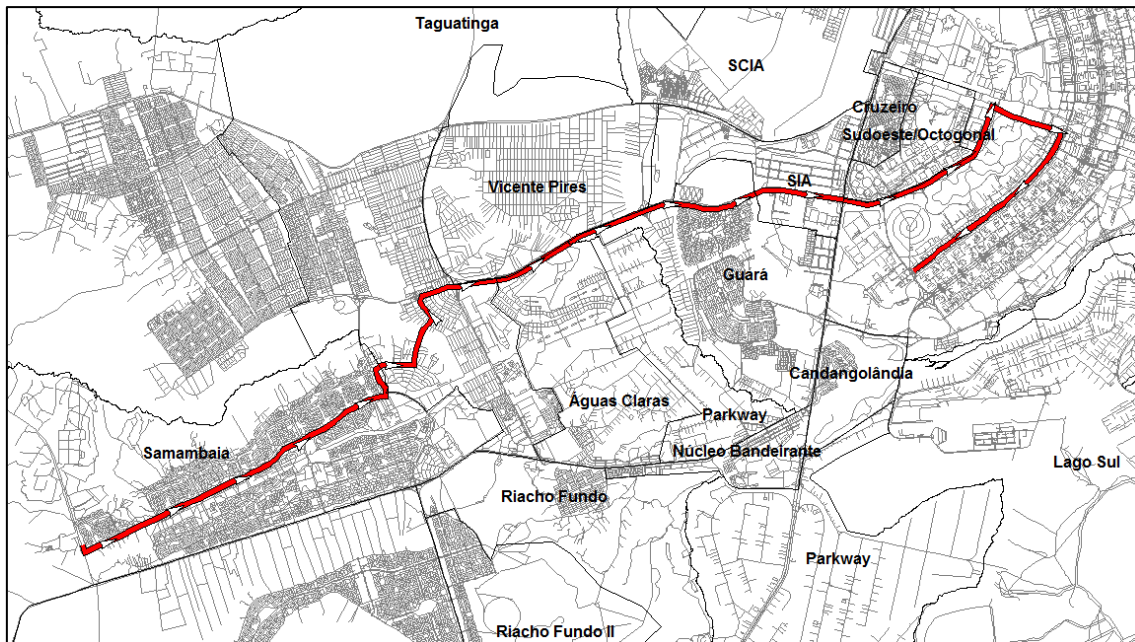 Taguatinga
SCIA
Cruzeiro
Sudoeste/Octogonal
Vicente Pires
SIA
Guará
Candangolândia
Águas Claras
Parkway
Samambaia
Núcleo Bandeirante
Lago Sul
Riacho Fundo
Parkway
Riacho Fundo II